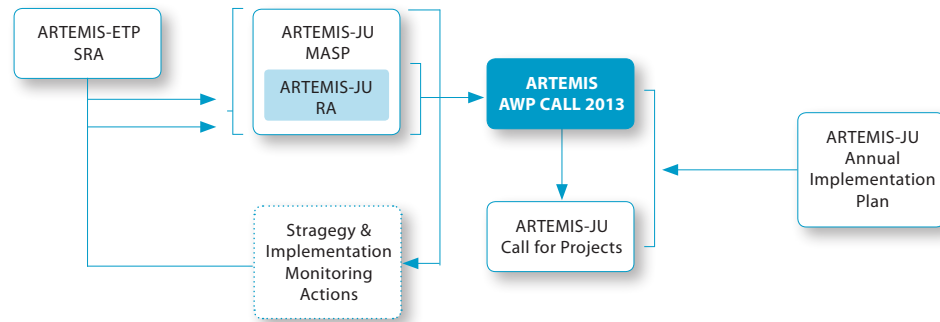 ARTEMIS-ETP
SRA
ARTEMIS-JU
MASP
ARTEMIS-JU
RA
ARTEMIS
AWP CALL 2013
ARTEMIS-JU
Annual
Implementation
Plan
Stragegy &
Implementation
Monitoring
Actions
ARTEMIS-JU
Call for Projects